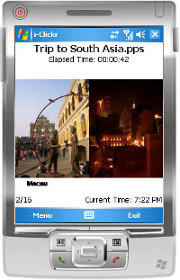 i-Clickr
Trip to South Asia.pps
Elapsed Time: 00:00:42
Macau
2/16
Current Time: 7:22 PM
Menu
Exit